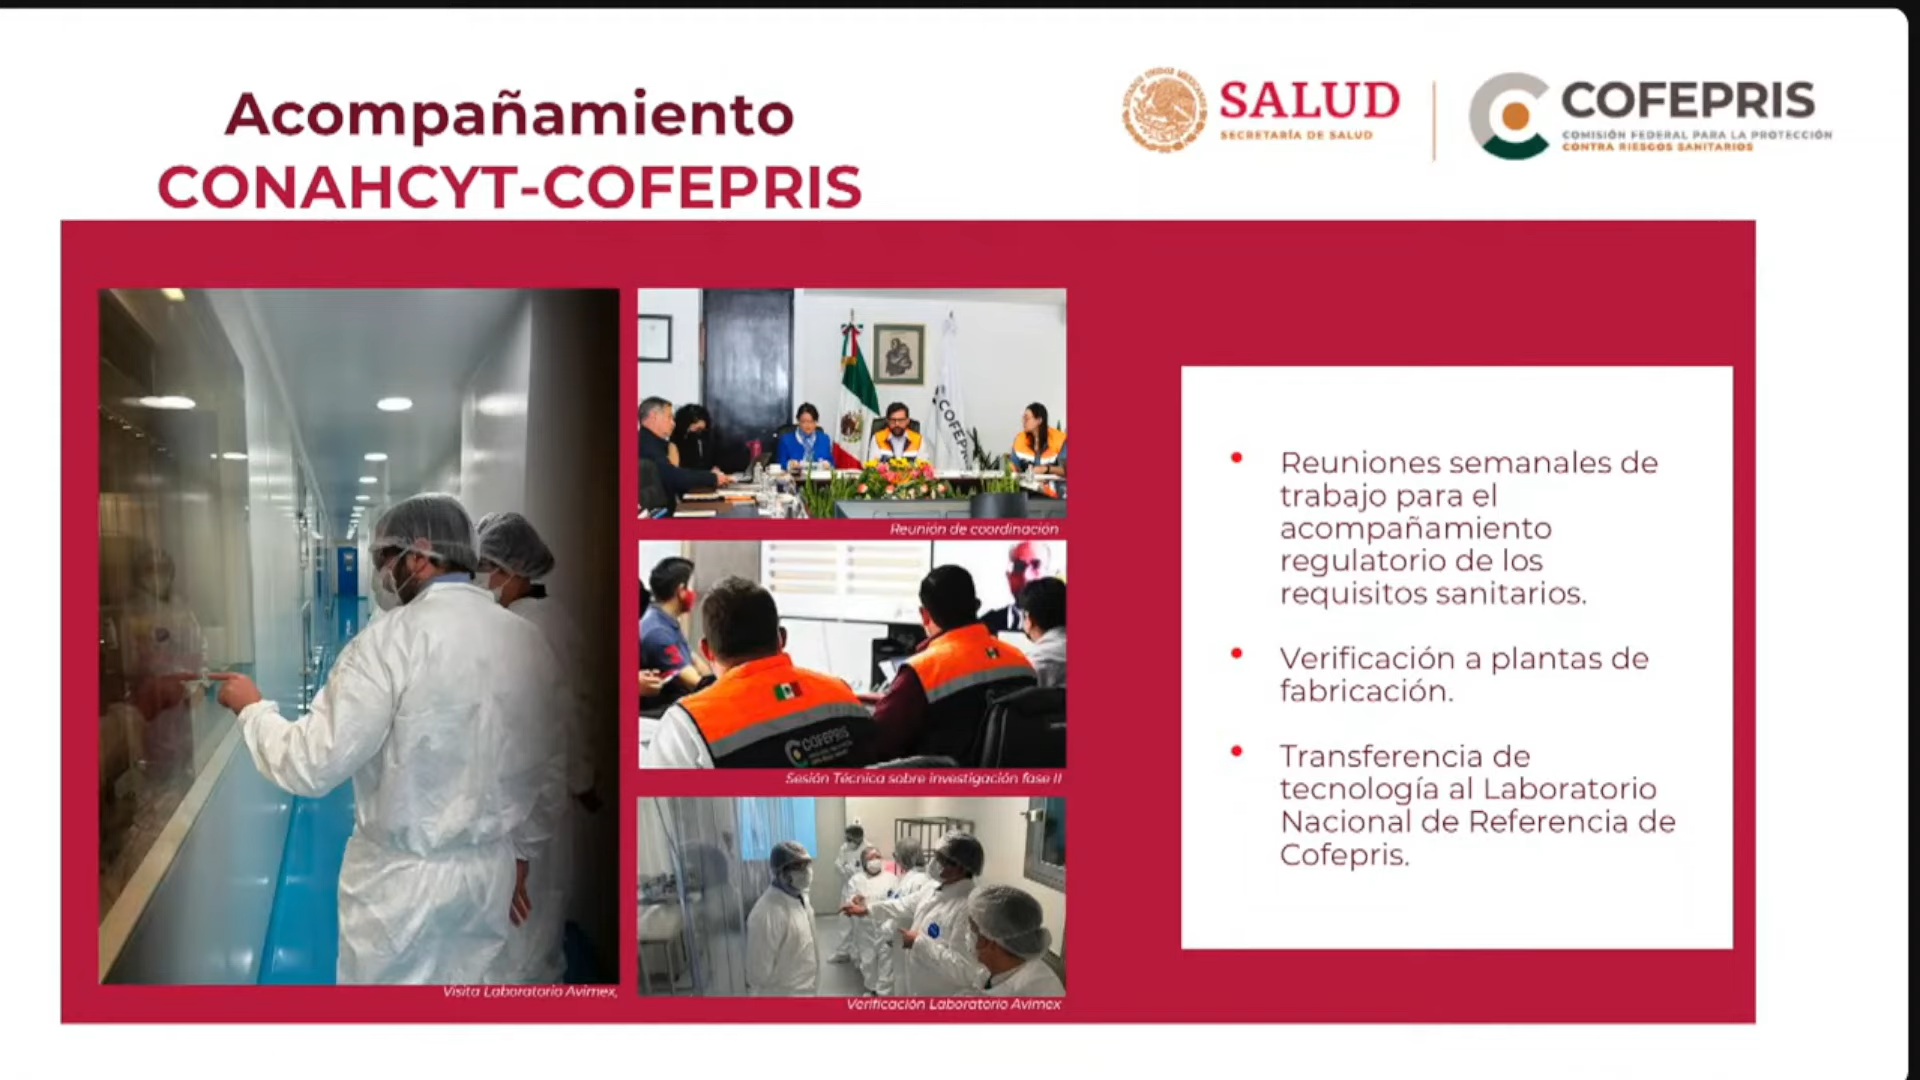 Acompañamiento
CONAHCYT-COFEPRIS
SALUD
SECRETARÍA DE SALUD
COFEPRIS
COMISIÓN FEDERAL PARA LA PROTECCIÓN
CONTRA RIESGOS SANITARIOS
Visita Laboratorio Avimex,
COFEPRIS
Reunión de coordinación
COFEPRIS
Sesión Técnica sobre investigación fase II
Verificación Laboratorio Avimex
• Reuniones semanales de
trabajo para el
acompañamiento
regulatorio de los
requisitos sanitarios.
• Verificación a plantas de
fabricación.
• Transferencia de
tecnología al Laboratorio
Nacional de Referencia de
Cofepris.